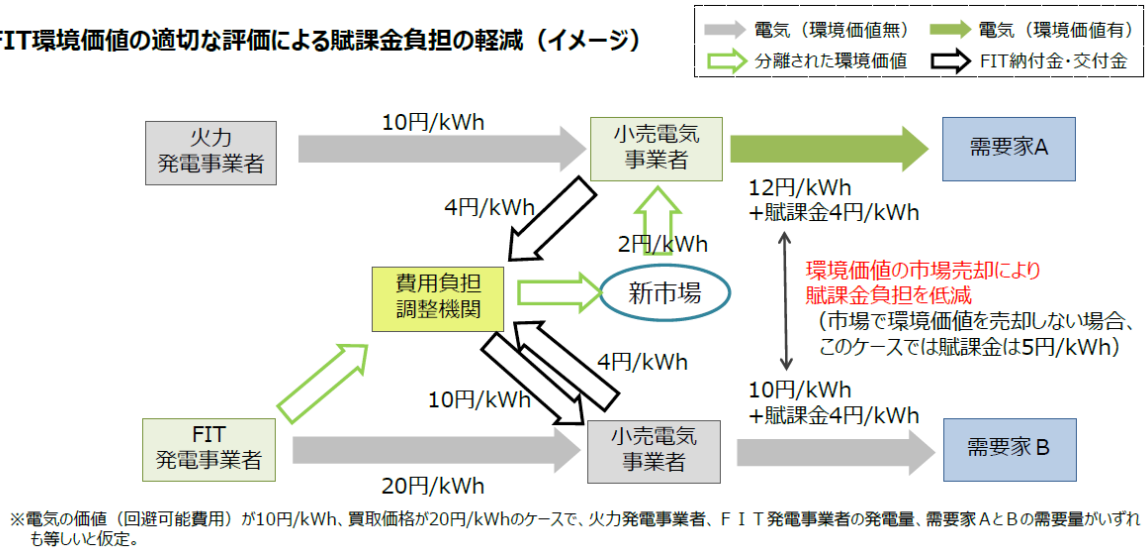 FIT環境価値の適切な評価による賦課金負担の軽減（イメージ）
電気（環境価値無）
電気（環境価値有）
分離された環境価値
FIT納付金・交付金
火力
発電事業者
10円/kWh
小売電気
事業者
需要家A
12円/kWh
+賦課金4円/kWh
4円/kWh
2円/kWh
費用負担
調整機関
新市場
環境価値の市場売却により
賦課金負担を低減
（市場で環境価値を売却しない場合、
このケースでは賦課金は5円/kWh）
4円/kWh
10円/kWh
10円/kWh
+賦課金4円/kWh
FIT
発電事業者
20円/kWh
小売電気
事業者
需要家Ｂ
※電気の価値（回避可能費用）が10円/kWh、買取価格が20円/kWhのケースで、火力発電事業者、ＦＩＴ発電事業者の発電量、需要家AとBの需要量がいずれ
も等しいと仮定。